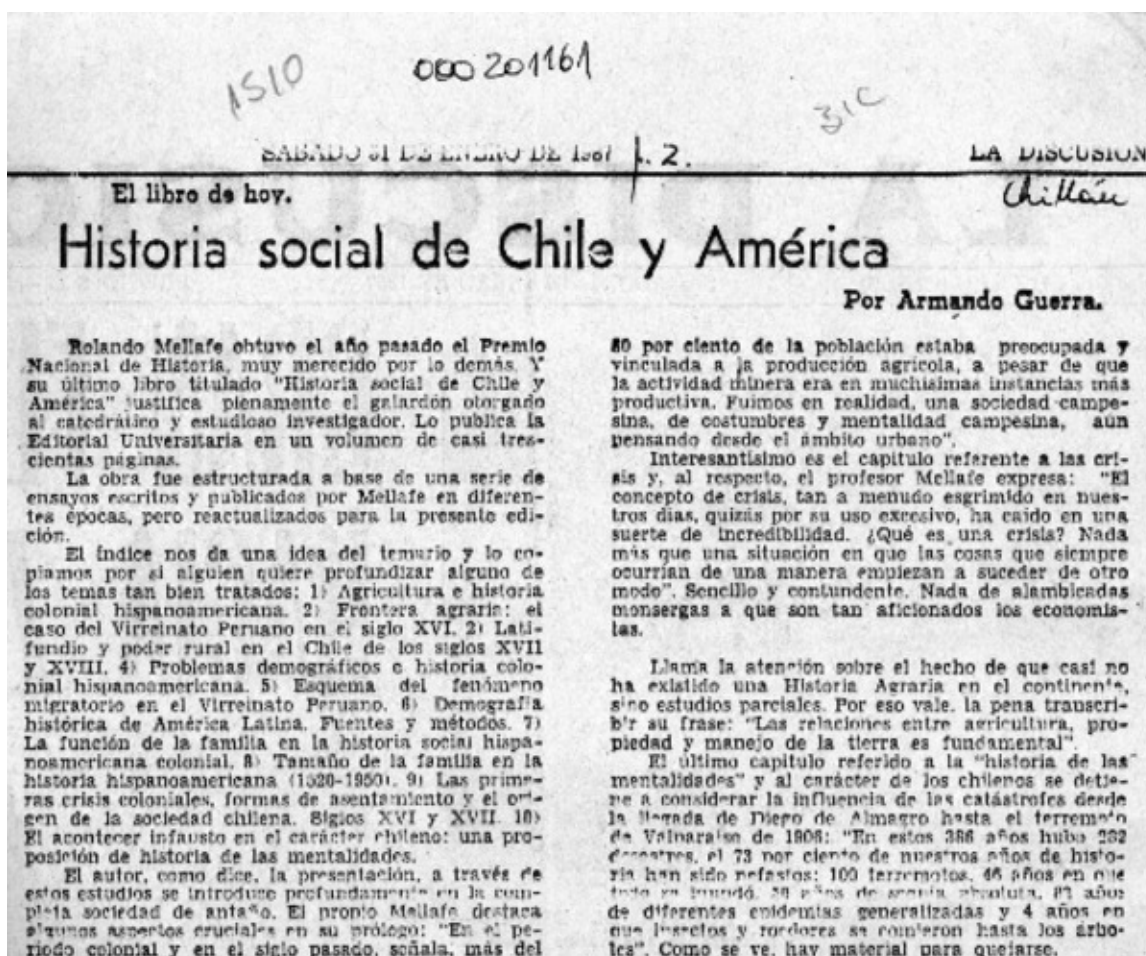 1510
000201161
31C
SABADO 31 DE ENERO DE 1987
. 2.
LA DISCUSION
Chillán
El libro de hoy.
Historia social de Chile y América
Por Armando Guerra.
Rolando Mellafe obtuvo el año pasado el Premio
Nacional de Historia, muy merecido por lo demás. Y
su último libro titulado "Historia social de Chile y
América" justifica plenamente el galardón otorgado
al catedrático y estudioso investigador. Lo publica la
Editorial Universitaria en un volumen de casi tres-
cientas páginas.
La obra fue estructurada a base de una serie de
ensayos escritos y publicados por Mellafe en diferen-
tes épocas, pero reactualizados para la presente edi-
ción.
El índice nos da una idea del temario y lo co-
piamos por si alguien quiere profundizar alguno de
los temas tan bien tratados: 1) Agricultura e historia
colonial hispanoamericana. 2) Frontera agraria: el
caso del Virreinato Peruano en el siglo XVI. 2) Lati-
fundio y poder rural en el Chile de los siglos XVII
y XVIII. 4) Problemas demográficos e historia colo-
nial hispanoamericana. 5) Esquema del fenómeno
migratorio en el Virreinato Peruano. 6) Demografía
histórica de América Latina. Fuentes y métodos. 7)
La función de la familia en la historia social hispa-
noamericana colonial. 8) Tamaño de la familia en la
historia hispanoamericana (1520-1950). 9) Las prime-
ras crisis coloniales, formas de asentamiento y el ori-
gen de la sociedad chilena. Siglos XVI y XVII. 10)
El acontecer infausto en el carácter chileno: una pro-
posición de historia de las mentalidades.
El autor, como dice, la presentación, a través de
estos estudios se introduce profundamente en la com-
pleta sociedad de antaño. El propio Mellafe destaca
algunos aspectos cruciales en su prólogo: "En el pe-
ríodo colonial y en el siglo pasado, señala, más del
80 por ciento de la población estaba preocupada y
vinculada a la producción agrícola, a pesar de que
la actividad minera era en muchísimas instancias más
productiva. Fuimos en realidad, una sociedad campe-
sina, de costumbres y mentalidad campesina, aún
pensando desde el ámbito urbano".
Interesantísimo es el capítulo referente a las cri-
sis y, al respecto, el profesor Mellafe expresa: "El
concepto de crisis, tan a menudo esgrimido en nues-
tros días, quizás por su uso excesivo, ha caído en una
suerte de incredibilidad. ¿Qué es una crisis? Nada
más que una situación en que las cosas que siempre
ocurrían de una manera empiezan a suceder de otro
modo". Sencillo y contundente. Nada de alambicadas
monsergas a que son tan aficionados los economis-
tas.
Llama la atención sobre el hecho de que casi no
ha existido una Historia Agraria en el continente,
sino estudios parciales. Por eso vale. la pena transcri-
bir su frase: "Las relaciones entre agricultura, pro-
piedad y manejo de la tierra es fundamental".
El último capítulo referido a la "historia de las
mentalidades" y al carácter de los chilenos se detie-
ne a considerar la influencia de las catástrofes desde
la llegada de Diego de Almagro hasta el terremoto
de Valparaíso de 1906: "En estos 386 años hubo 282
desastres, el 73 por ciento de nuestros años de histo-
ria han sido nefastos: 100 terremotos, 46 años en que
todo se inundó, años de sequía absoluta, 82 años
de diferentes epidemias generalizadas y 4 años en
que insectos y roedores se comieron hasta los árbo-
les". Como se ve, hay material para quejarse.